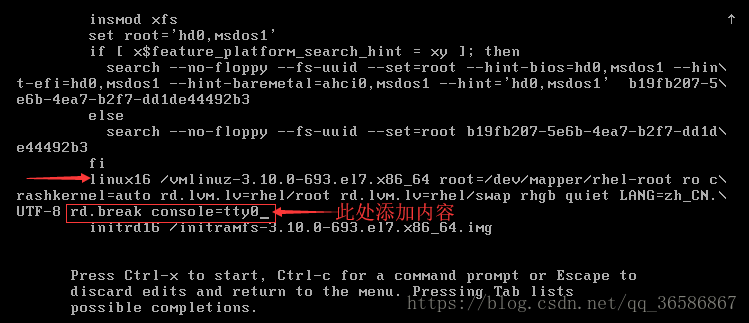 insmod xfs
set root='hd0,msdos1'
if [ x$feature_platform_search_hint = xy ]; then
search --no-floppy --fs-uuid --set=root --hint-bios=hd0,msdos1 --hin\
t-efi=hd0,msdos1 --hint-baremetal=ahci0,msdos1 --hint='hd0,msdos1'  b19fb207-5\
e6b-4ea7-b2f7-dd1de44492b3
else
search --no-floppy --fs-uuid --set=root b19fb207-5e6b-4ea7-b2f7-dd1d\
e44492b3
fi
linux16 /vmlinuz-3.10.0-693.el7.x86_64 root=/dev/mapper/rhel-root ro c\
rashkernel=auto rd.lvm.lv=rhel/root rd.lvm.lv=rhel/swap rhgb quiet LANG=zh_CN.\
UTF-8 rd.break console=tty0_ 此处添加内容
initrd16 /initramfs-3.10.0-693.el7.x86_64.img
Press Ctrl-x to start, Ctrl-c for a command prompt or Escape to
discard edits and return to the menu. Pressing Tab lists
possible completions.
https://blog.csdn.net/qq_36586867